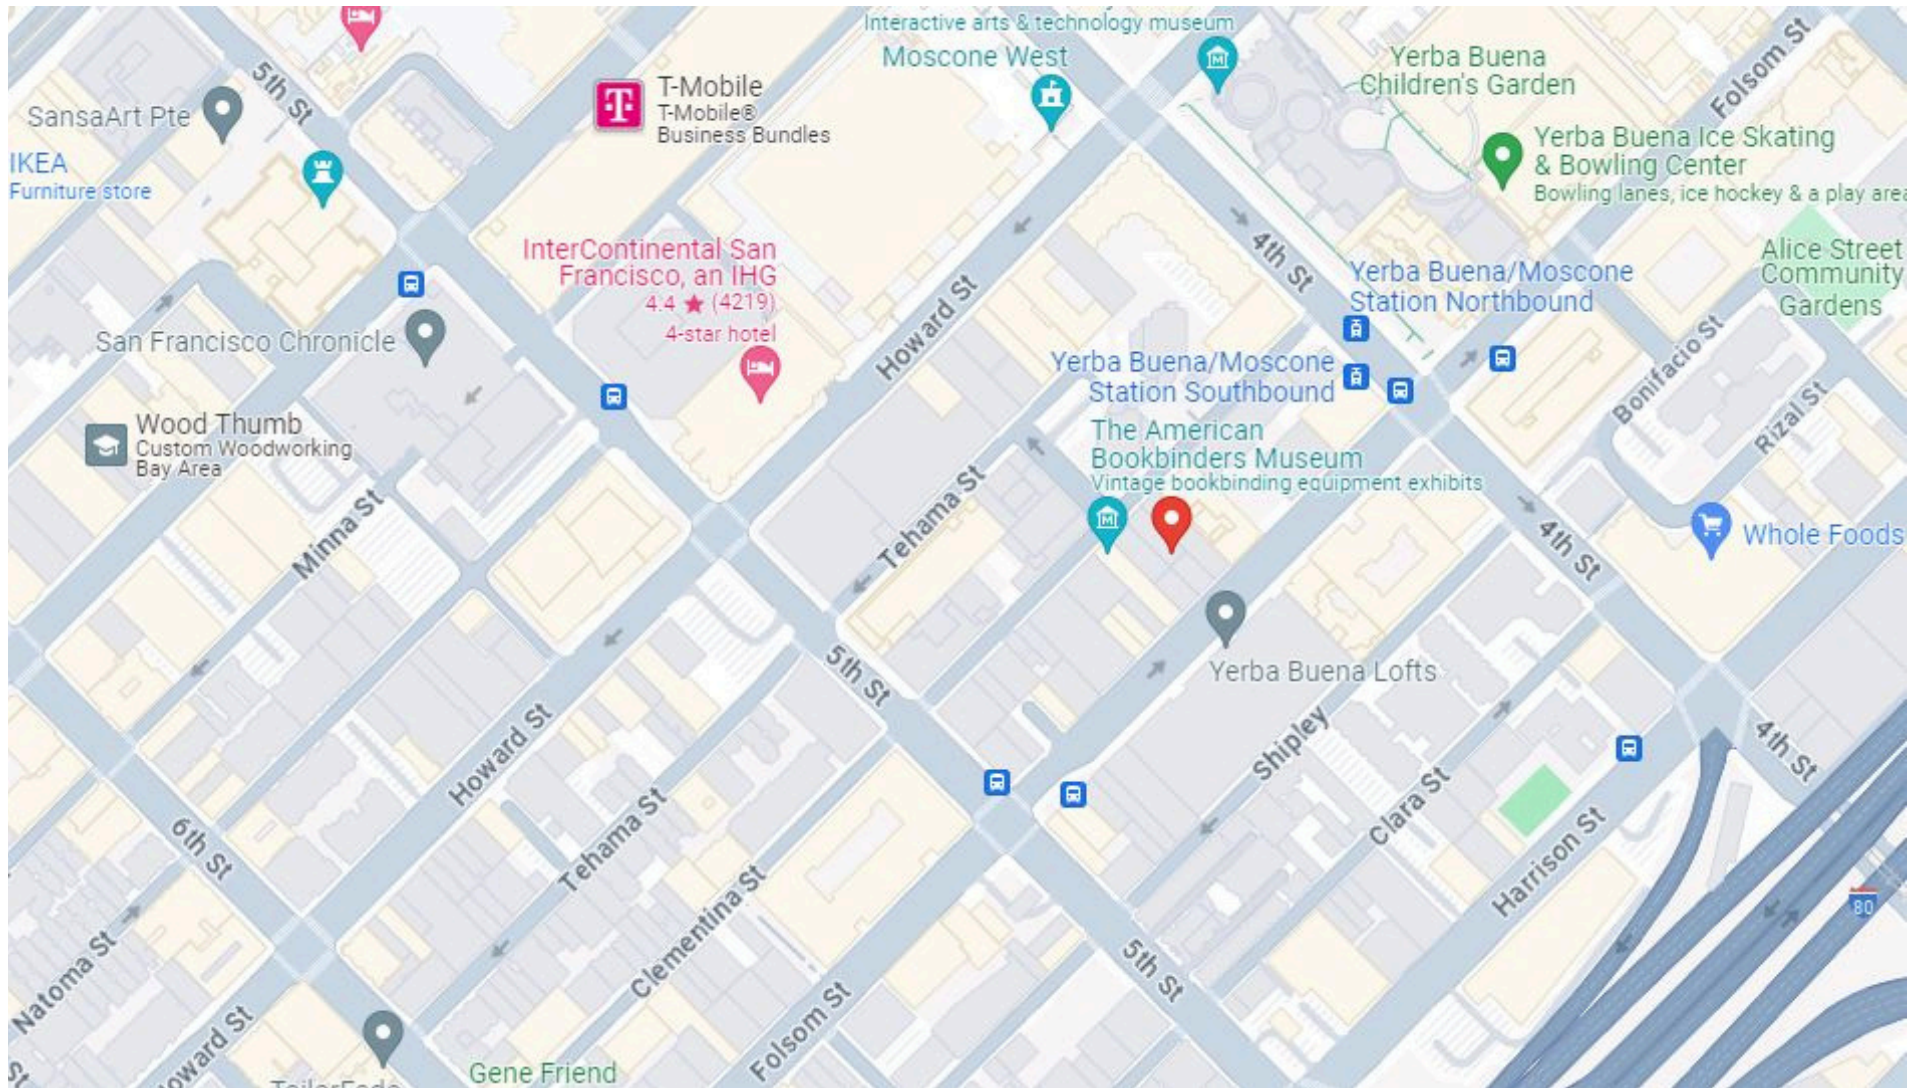 Interactive arts & technology museum
Moscone West
5th St
SansaArt Pte
T-Mobile
T-Mobile®
Business Bundles
Yerba Buena
Children's Garden
Folsom St
IKEA
Furniture store
Yerba Buena Ice Skating
& Bowling Center
Bowling lanes, ice hockey & a play area
InterContinental San
Francisco, an IHG
4.4 ★ (4219)
4-star hotel
4th St
Yerba Buena/Moscone
Station Northbound
Alice Street
Community
Gardens
San Francisco Chronicle
Howard St
Yerba Buena/Moscone
Station Southbound
Bonifacio St
Rizal St
Wood Thumb
Custom Woodworking
Bay Area
The American
Bookbinders Museum
Vintage bookbinding equipment exhibits
Minna St
Tehama St
4th St
Whole Foods
5th St
Yerba Buena Lofts
Howard St
Shipley
4th St
6th St
Tehama St
Clara St
Harrison St
80
Natoma St
Clementina St
5th St
Folsom St
Howard St
St
Gene Friend